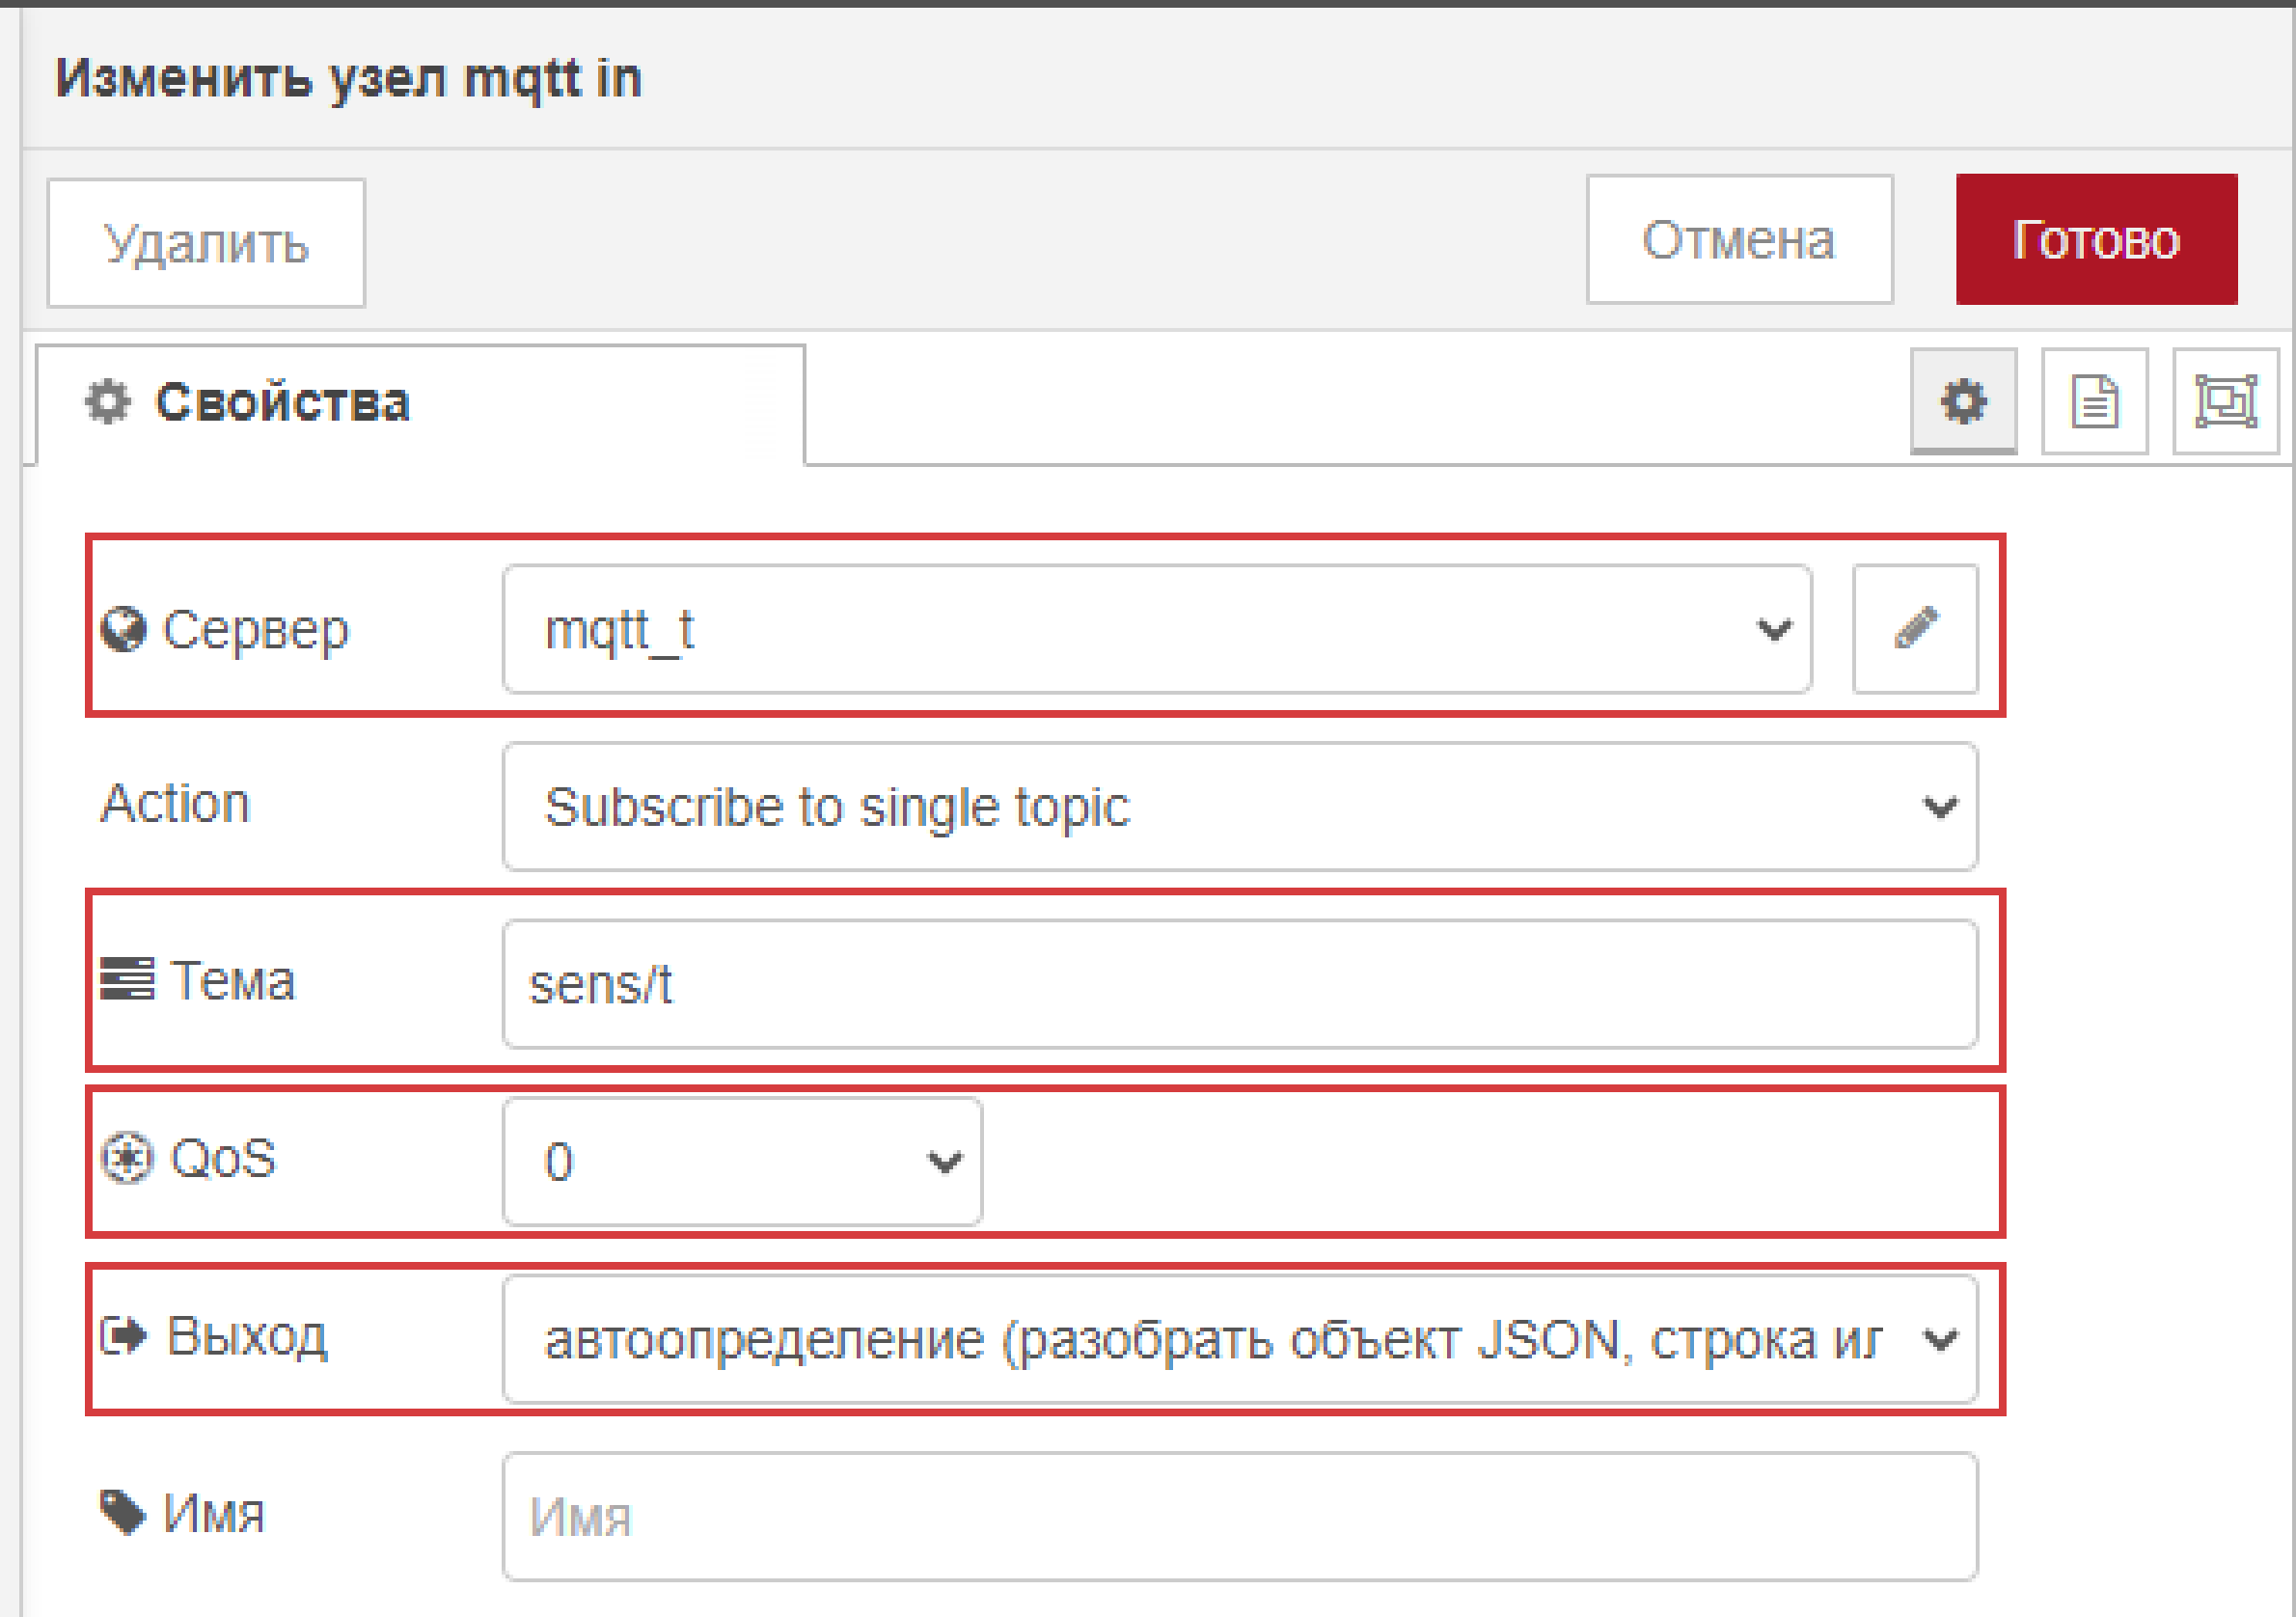 Изменить узел mqtt in
Удалить Отмена Готово
Свойства
Сервер mqtt_t
Action Subscribe to single topic
Тема sens/t
QoS 0
Выход автоопределение (разобрать объект JSON, строка ил
Имя Имя